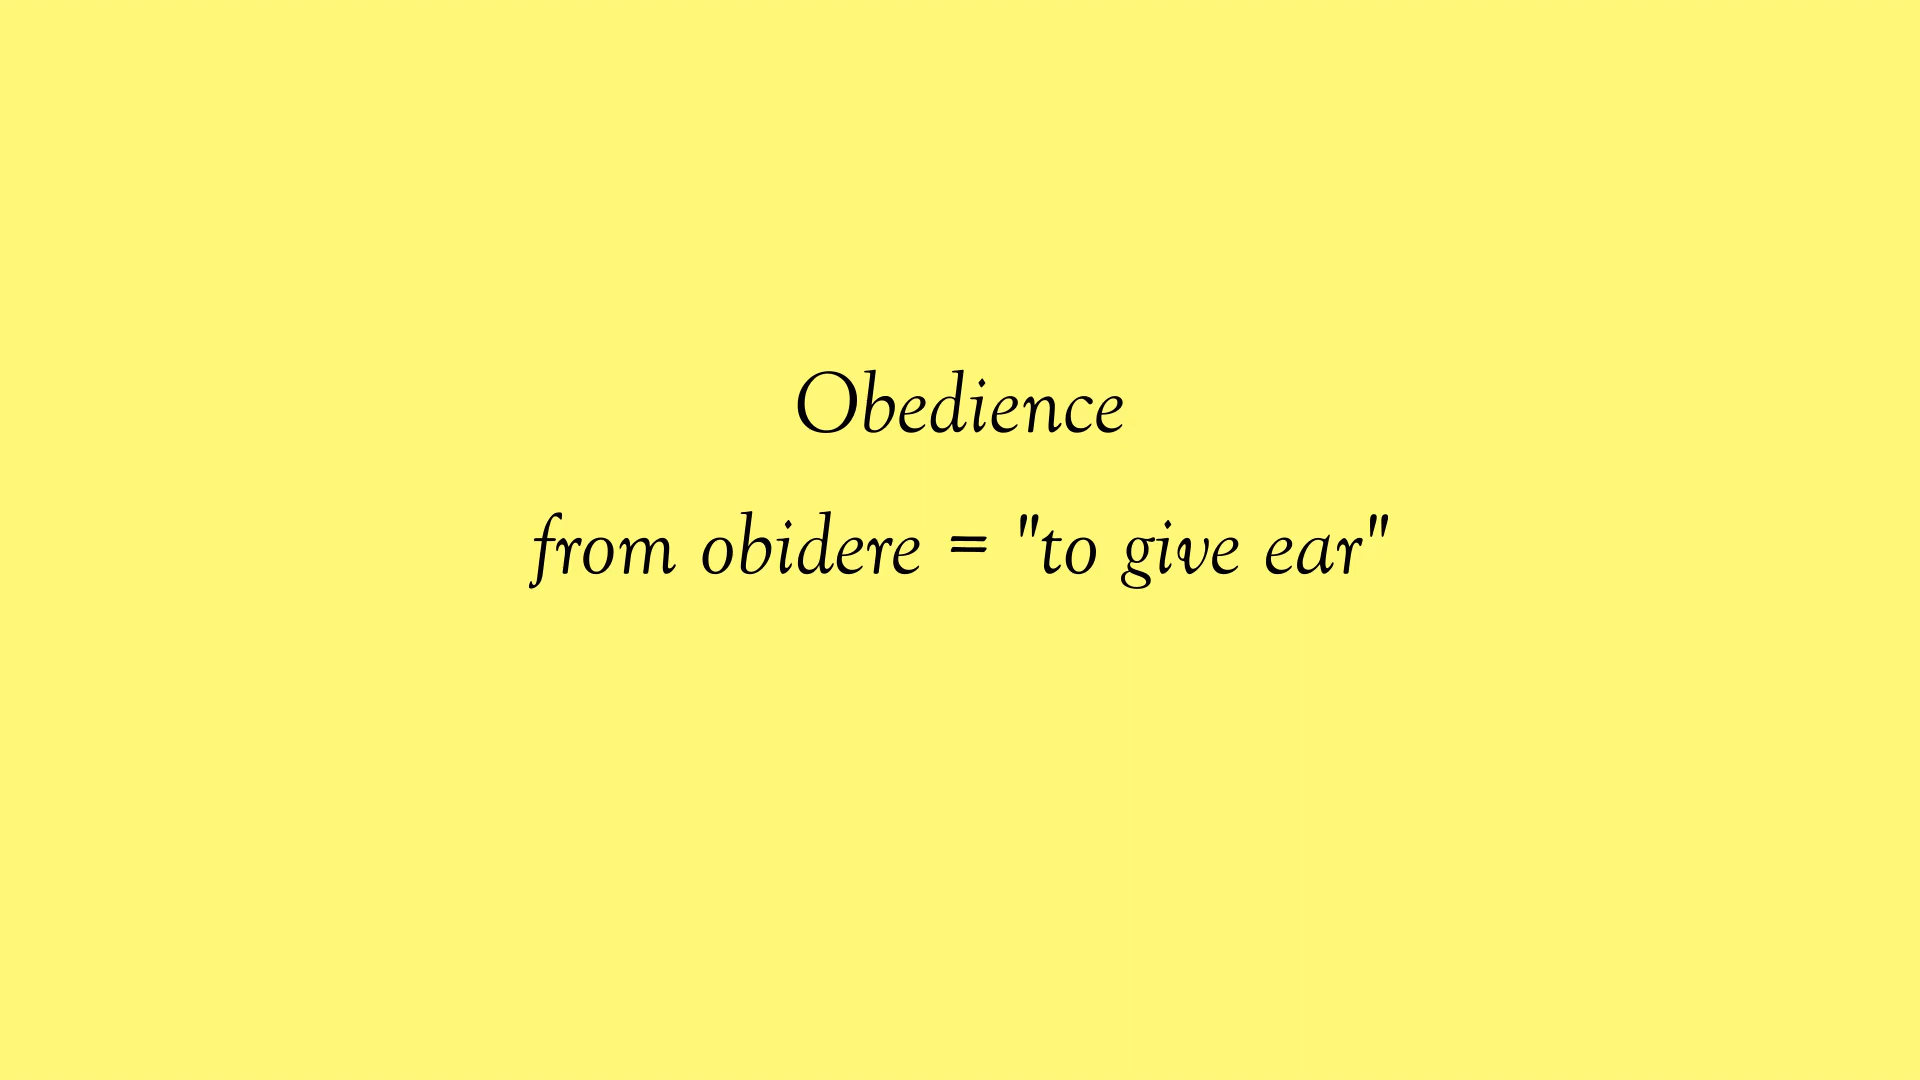 Obedience
from obidere = "to give ear"